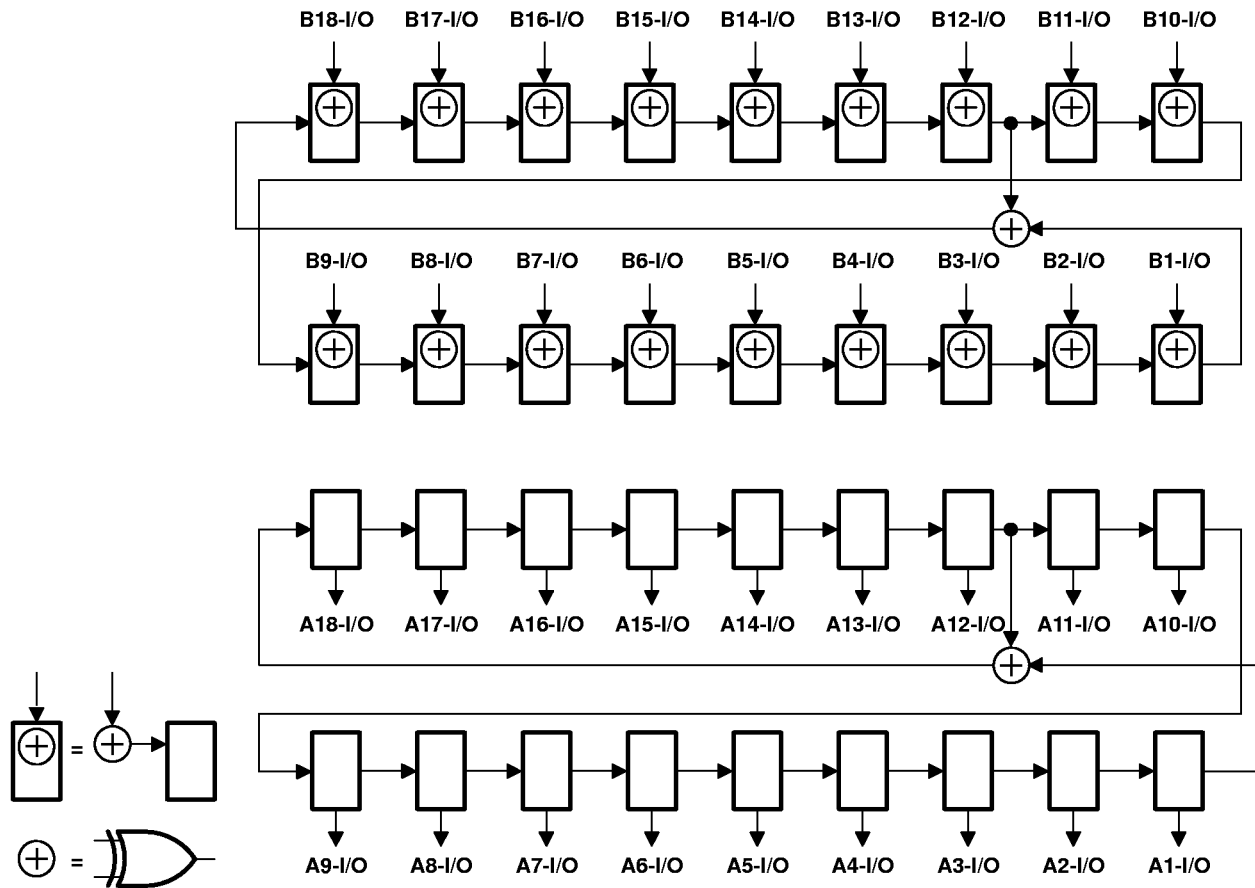 B18-I/O B17-I/O B16-I/O B15-I/O B14-I/O B13-I/O B12-I/O B11-I/O B10-I/O
B9-I/O B8-I/O B7-I/O B6-I/O B5-I/O B4-I/O B3-I/O B2-I/O B1-I/O
A18-I/O A17-I/O A16-I/O A15-I/O A14-I/O A13-I/O A12-I/O A11-I/O A10-I/O
=
=
A9-I/O A8-I/O A7-I/O A6-I/O A5-I/O A4-I/O A3-I/O A2-I/O A1-I/O